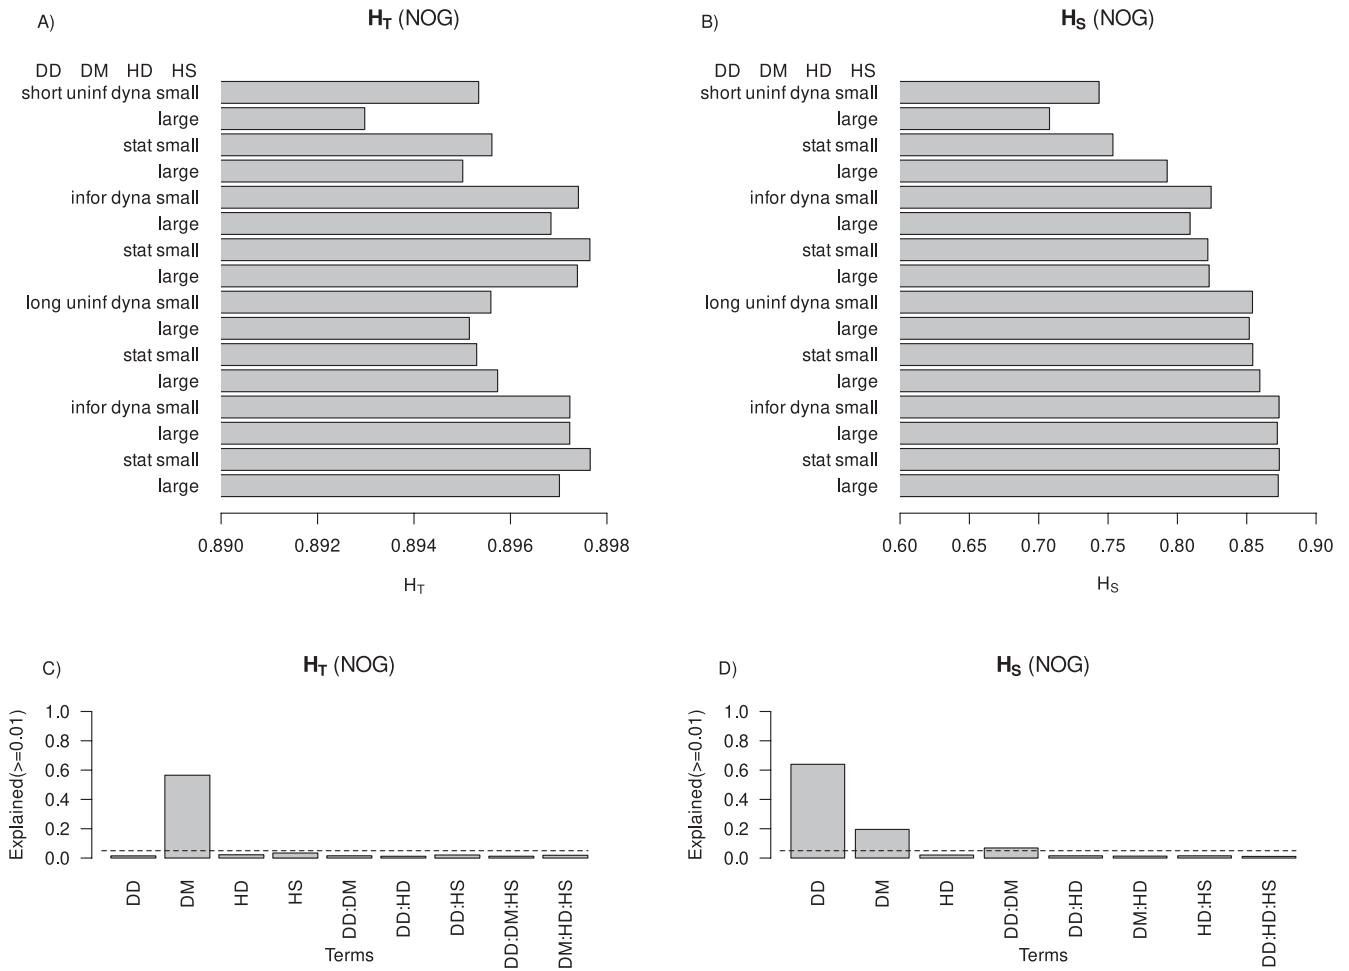 A)
H_T (NOG)
DD DM HD HS
short uninf dyna small
large
stat small
large
infor dyna small
large
stat small
large
long uninf dyna small
large
stat small
large
infor dyna small
large
stat small
large
0.890 0.892 0.894 0.896 0.898
H_T
B)
H_S (NOG)
DD DM HD HS
short uninf dyna small
large
stat small
large
infor dyna small
large
stat small
large
long uninf dyna small
large
stat small
large
infor dyna small
large
stat small
large
0.60 0.65 0.70 0.75 0.80 0.85 0.90
H_S
C)
H_T (NOG)
Explained(>=0.01)
1.0
0.8
0.6
0.4
0.2
0.0
DD
DM
HD
HS
DD:DM
DD:HD
DD:HS
DD:DM:HS
DM:HD:HS
Terms
D)
H_S (NOG)
Explained(>=0.01)
1.0
0.8
0.6
0.4
0.2
0.0
DD
DM
HD
DD:DM
DD:HD
DM:HD
HD:HS
DD:HD:HS
Terms